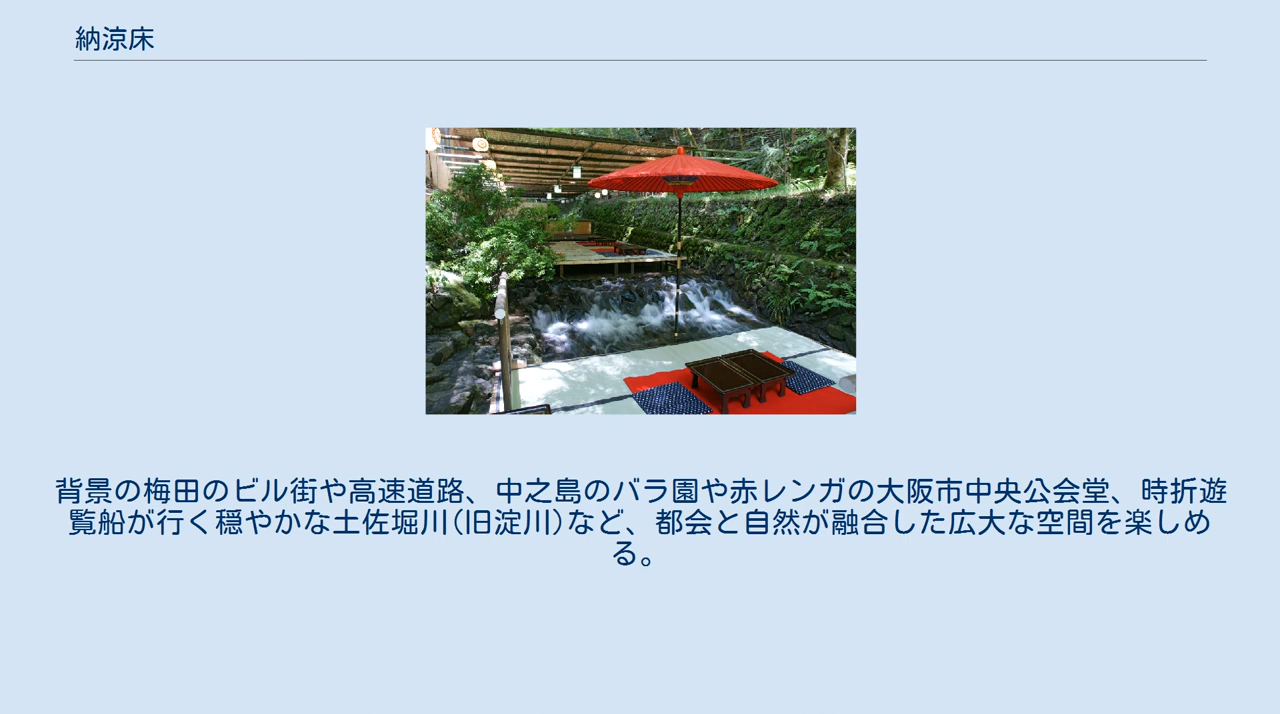 納涼床
背景の梅田のビル街や高速道路、中之島のバラ園や赤レンガの大阪市中央公会堂、時折遊
覧船が行く穏やかな土佐堀川(旧淀川)など、都会と自然が融合した広大な空間を楽しめ
る。